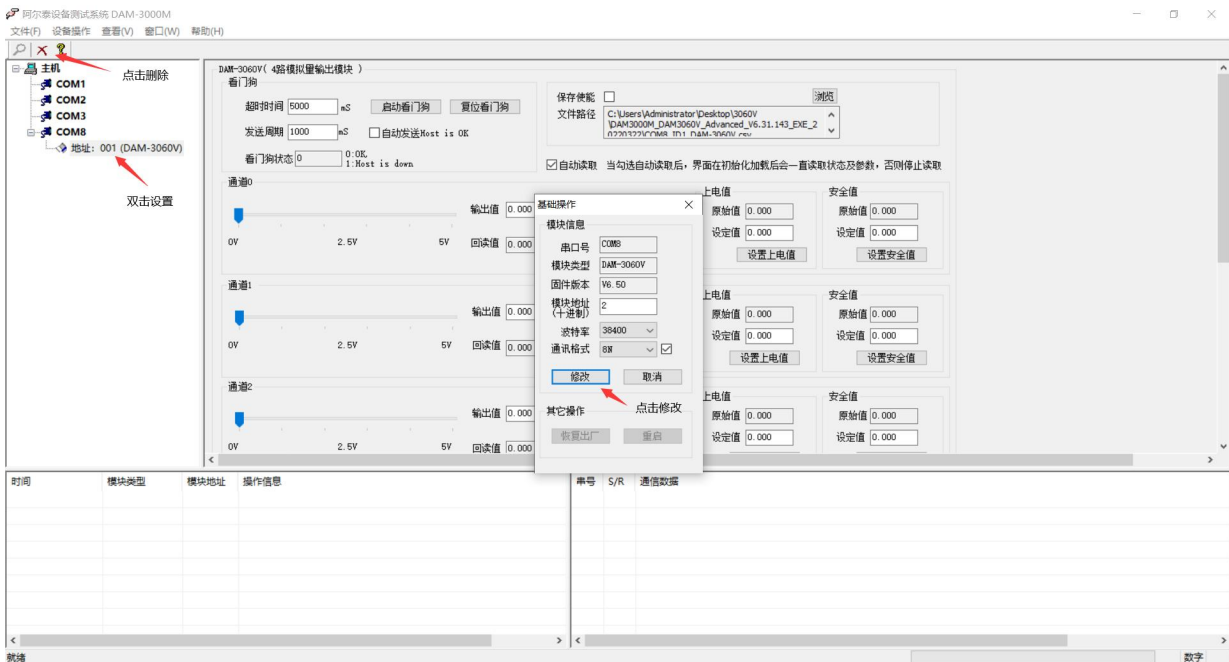 阿尔泰设备测试系统 DAM-3000M
文件(F) 设备操作 查看(V) 窗口(W) 帮助(H)
点击删除
主机
COM1
COM2
COM3
COM8
地址: 001 (DAM-3060V)
双击设置
DAM-3060V( 4路模拟量输出模块 )
看门狗
超时时间 5000 mS 启动看门狗 复位看门狗
发送周期 1000 mS 自动发送Host is OK
看门狗状态 0 0:OK,
1:Host is down
保存使能 浏览
文件路径 C:\Users\Administrator\Desktop\3060V
\DAM3000M_DAM3060V_Advanced_V6.31.143_EXE_2
0220322\COM8_ID1_DAM-3060V.csv
自动读取 当勾选自动读取后，界面在初始化加载后会一直读取状态及参数，否则停止读取
通道0
输出值 0.000
0V 2.5V 5V 回读值 0.000
上电值
原始值 0.000
设定值 0.000
设置上电值
安全值
原始值 0.000
设定值 0.000
设置安全值
通道1
输出值 0.000
0V 2.5V 5V 回读值 0.000
上电值
原始值 0.000
设定值 0.000
设置上电值
安全值
原始值 0.000
设定值 0.000
设置安全值
通道2
输出值 0.000
0V 2.5V 5V 回读值 0.000
上电值
原始值 0.000
设定值 0.000
安全值
原始值 0.000
设定值 0.000
基础操作
模块信息
串口号 COM8
模块类型 DAM-3060V
固件版本 V6.50
模块地址 2
(十进制)
波特率 38400
通讯格式 8N
修改 取消
点击修改
其它操作
恢复出厂 重启
时间 模块类型 模块地址 操作信息
串号 S/R 通信数据
就绪 数字